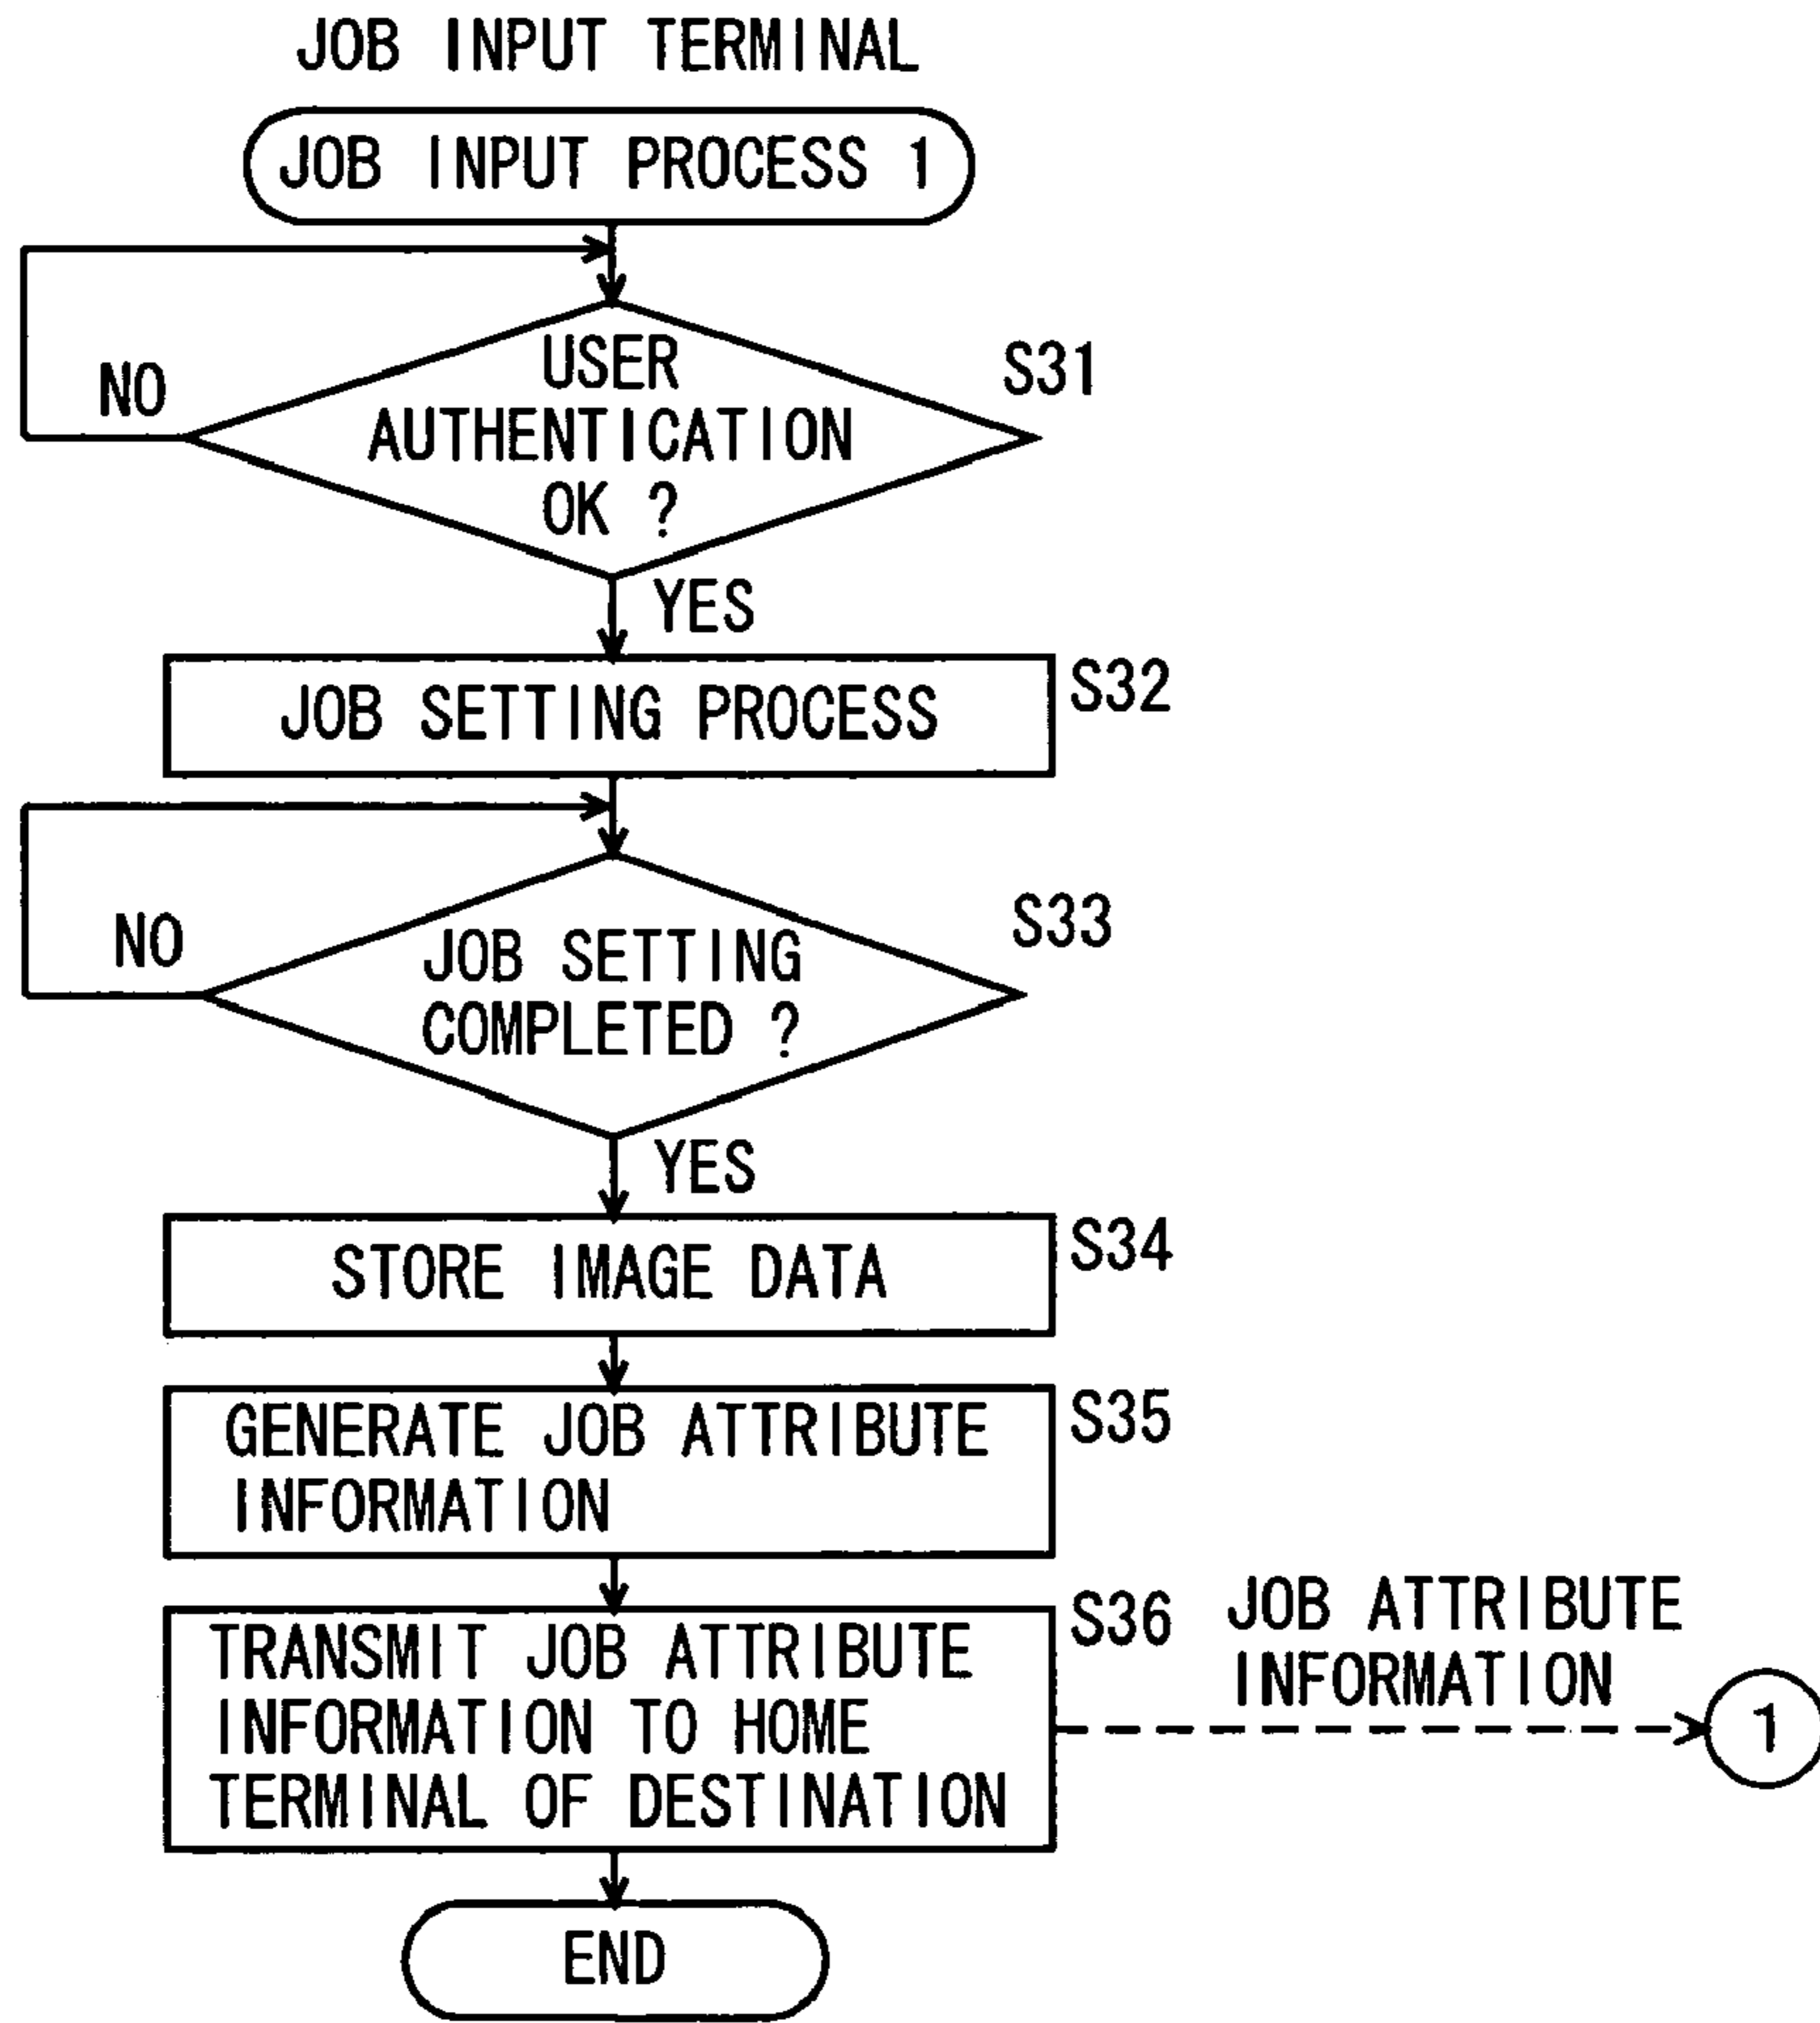 JOB INPUT TERMINAL
JOB INPUT PROCESS 1
USER
AUTHENTICATION
OK ?
S31
NO
YES
JOB SETTING PROCESS
S32
JOB SETTING
COMPLETED ?
S33
NO
YES
STORE IMAGE DATA
S34
GENERATE JOB ATTRIBUTE
INFORMATION
S35
TRANSMIT JOB ATTRIBUTE
INFORMATION TO HOME
TERMINAL OF DESTINATION
S36
JOB ATTRIBUTE
INFORMATION
1
END